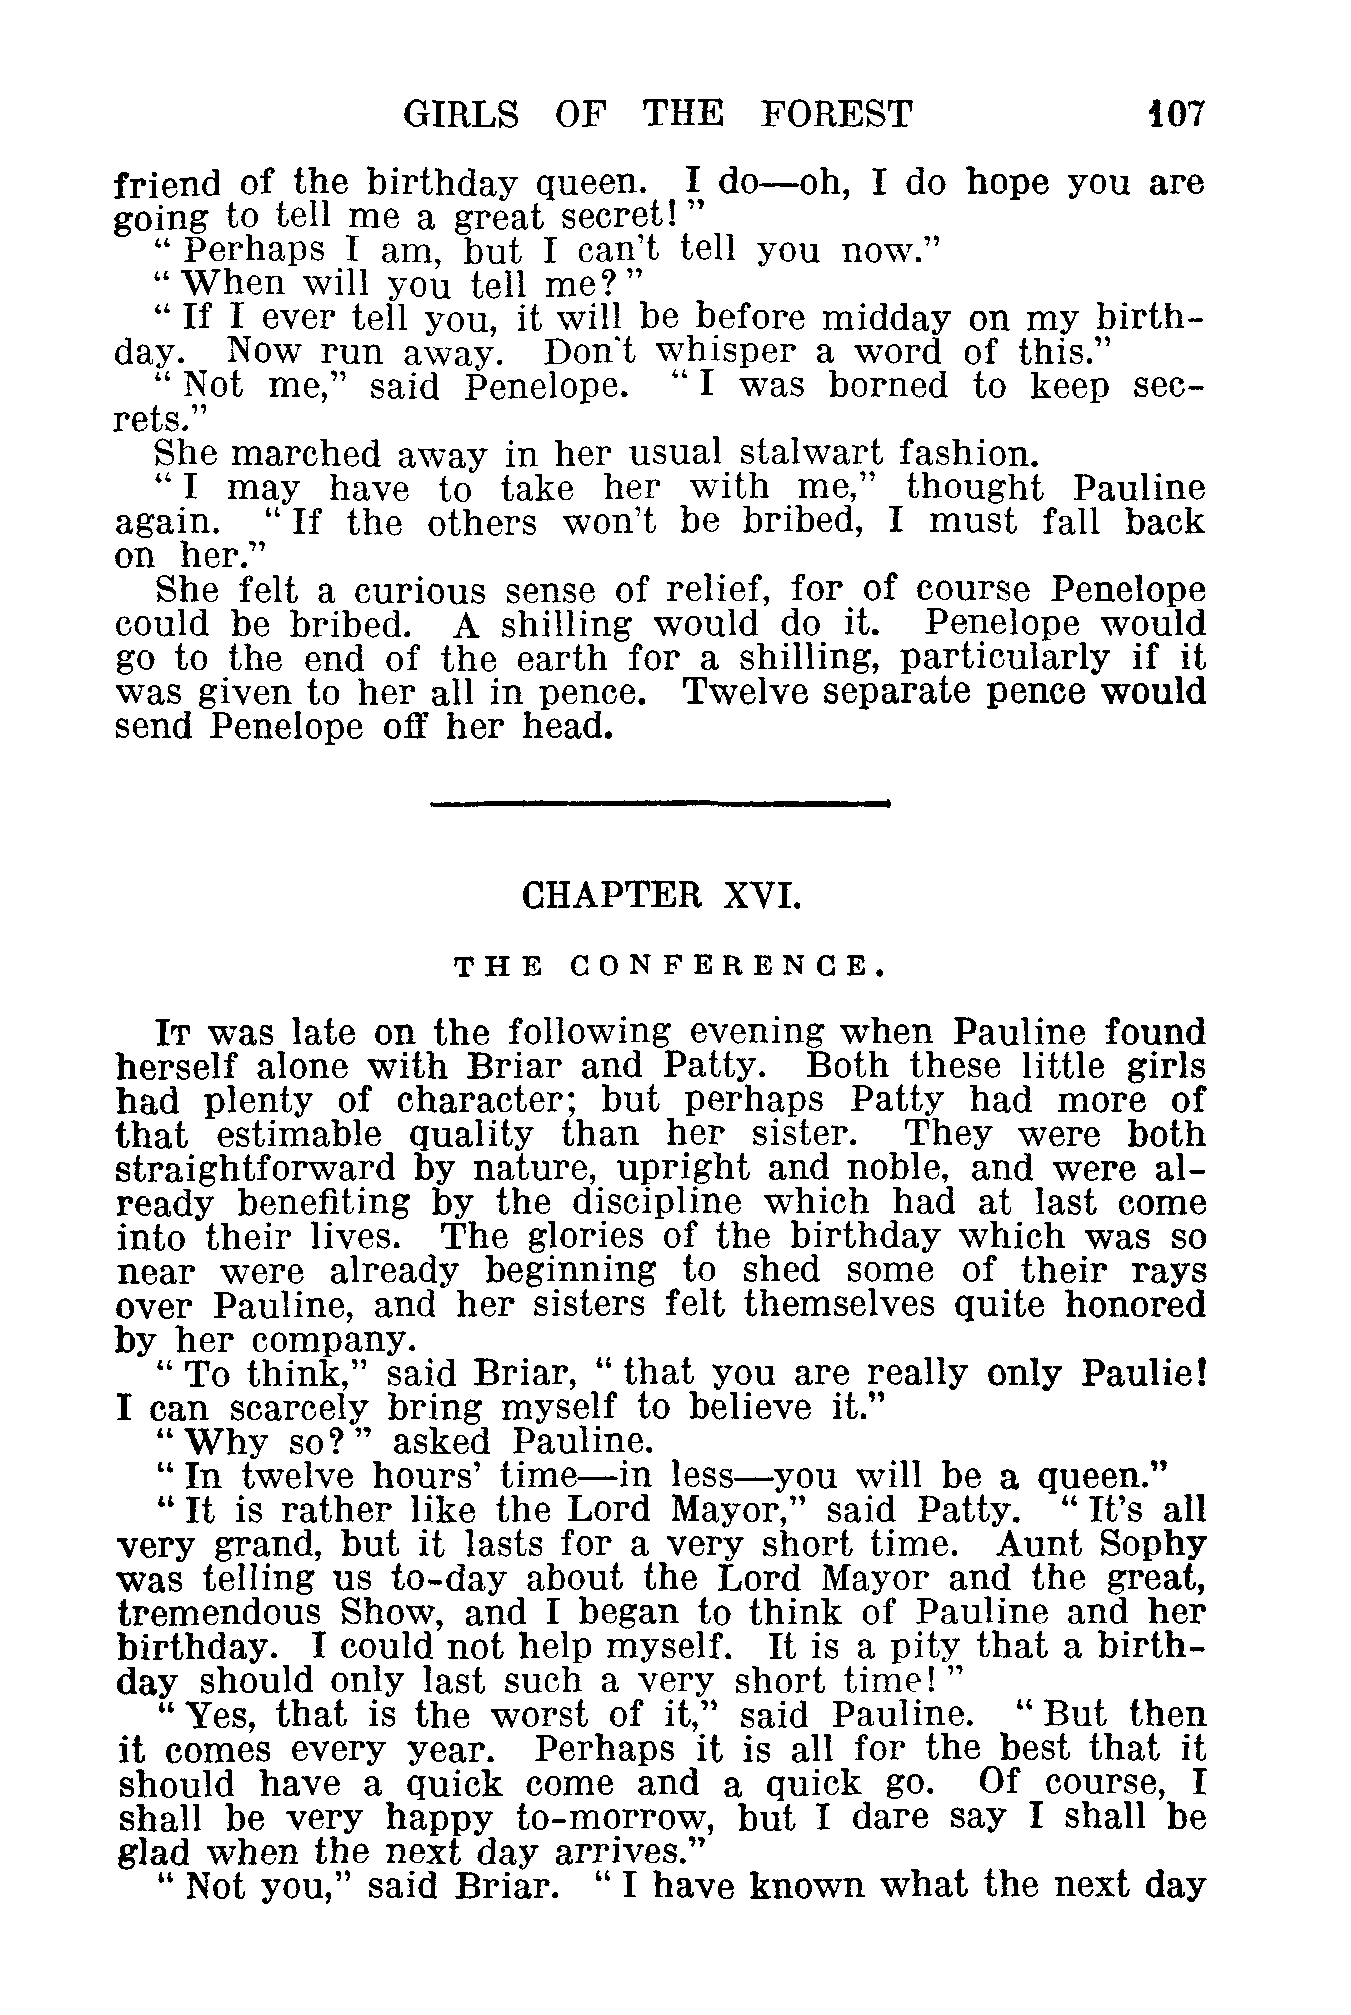 GIRLS OF THE FOREST 107
friend of the birthday queen. I do—oh, I do hope you are
going to tell me a great secret!”
“ Perhaps I am, but I can’t tell you now.”
“ When will you tell me?”
“ If I ever tell you, it will be before midday on my birth-
day. Now run away. Don't whisper a word of this.”
“ Not me,” said Penelope. “ I was borned to keep sec-
rets.”
She marched away in her usual stalwart fashion.
“ I may have to take her with me,” thought Pauline
again. “ If the others won’t be bribed, I must fall back
on her.”
She felt a curious sense of relief, for of course Penelope
could be bribed. A shilling would do it. Penelope would
go to the end of the earth for a shilling, particularly if it
was given to her all in pence. Twelve separate pence would
send Penelope off her head.
CHAPTER XVI.
THE CONFERENCE.
IT was late on the following evening when Pauline found
herself alone with Briar and Patty. Both these little girls
had plenty of character; but perhaps Patty had more of
that estimable quality than her sister. They were both
straightforward by nature, upright and noble, and were al-
ready benefiting by the discipline which had at last come
into their lives. The glories of the birthday which was so
near were already beginning to shed some of their rays
over Pauline, and her sisters felt themselves quite honored
by her company.
“ To think,” said Briar, “ that you are really only Paulie!
I can scarcely bring myself to believe it.”
“ Why so?” asked Pauline.
“ In twelve hours’ time—in less—you will be a queen.”
“ It is rather like the Lord Mayor,” said Patty. “ It’s all
very grand, but it lasts for a very short time. Aunt Sophy
was telling us to-day about the Lord Mayor and the great,
tremendous Show, and I began to think of Pauline and her
birthday. I could not help myself. It is a pity that a birth-
day should only last such a very short time!”
“ Yes, that is the worst of it,” said Pauline. “ But then
it comes every year. Perhaps it is all for the best that it
should have a quick come and a quick go. Of course, I
shall be very happy to-morrow, but I dare say I shall be
glad when the next day arrives.”
“ Not you,” said Briar. “ I have known what the next day